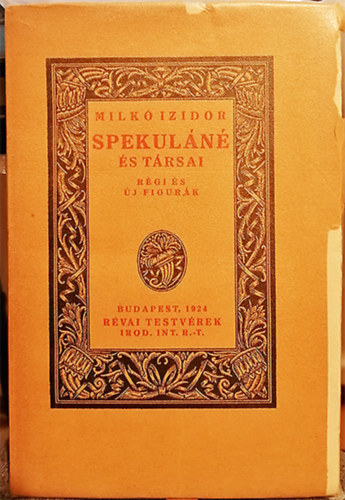 MILKÓ IZIDOR
SPEKULÁNÉ
ÉS TÁRSAI
RÉGI ÉS
ÚJ FIGURÁK
BUDAPEST, 1924
RÉVAI TESTVÉREK
IROD. INT. R.-T.